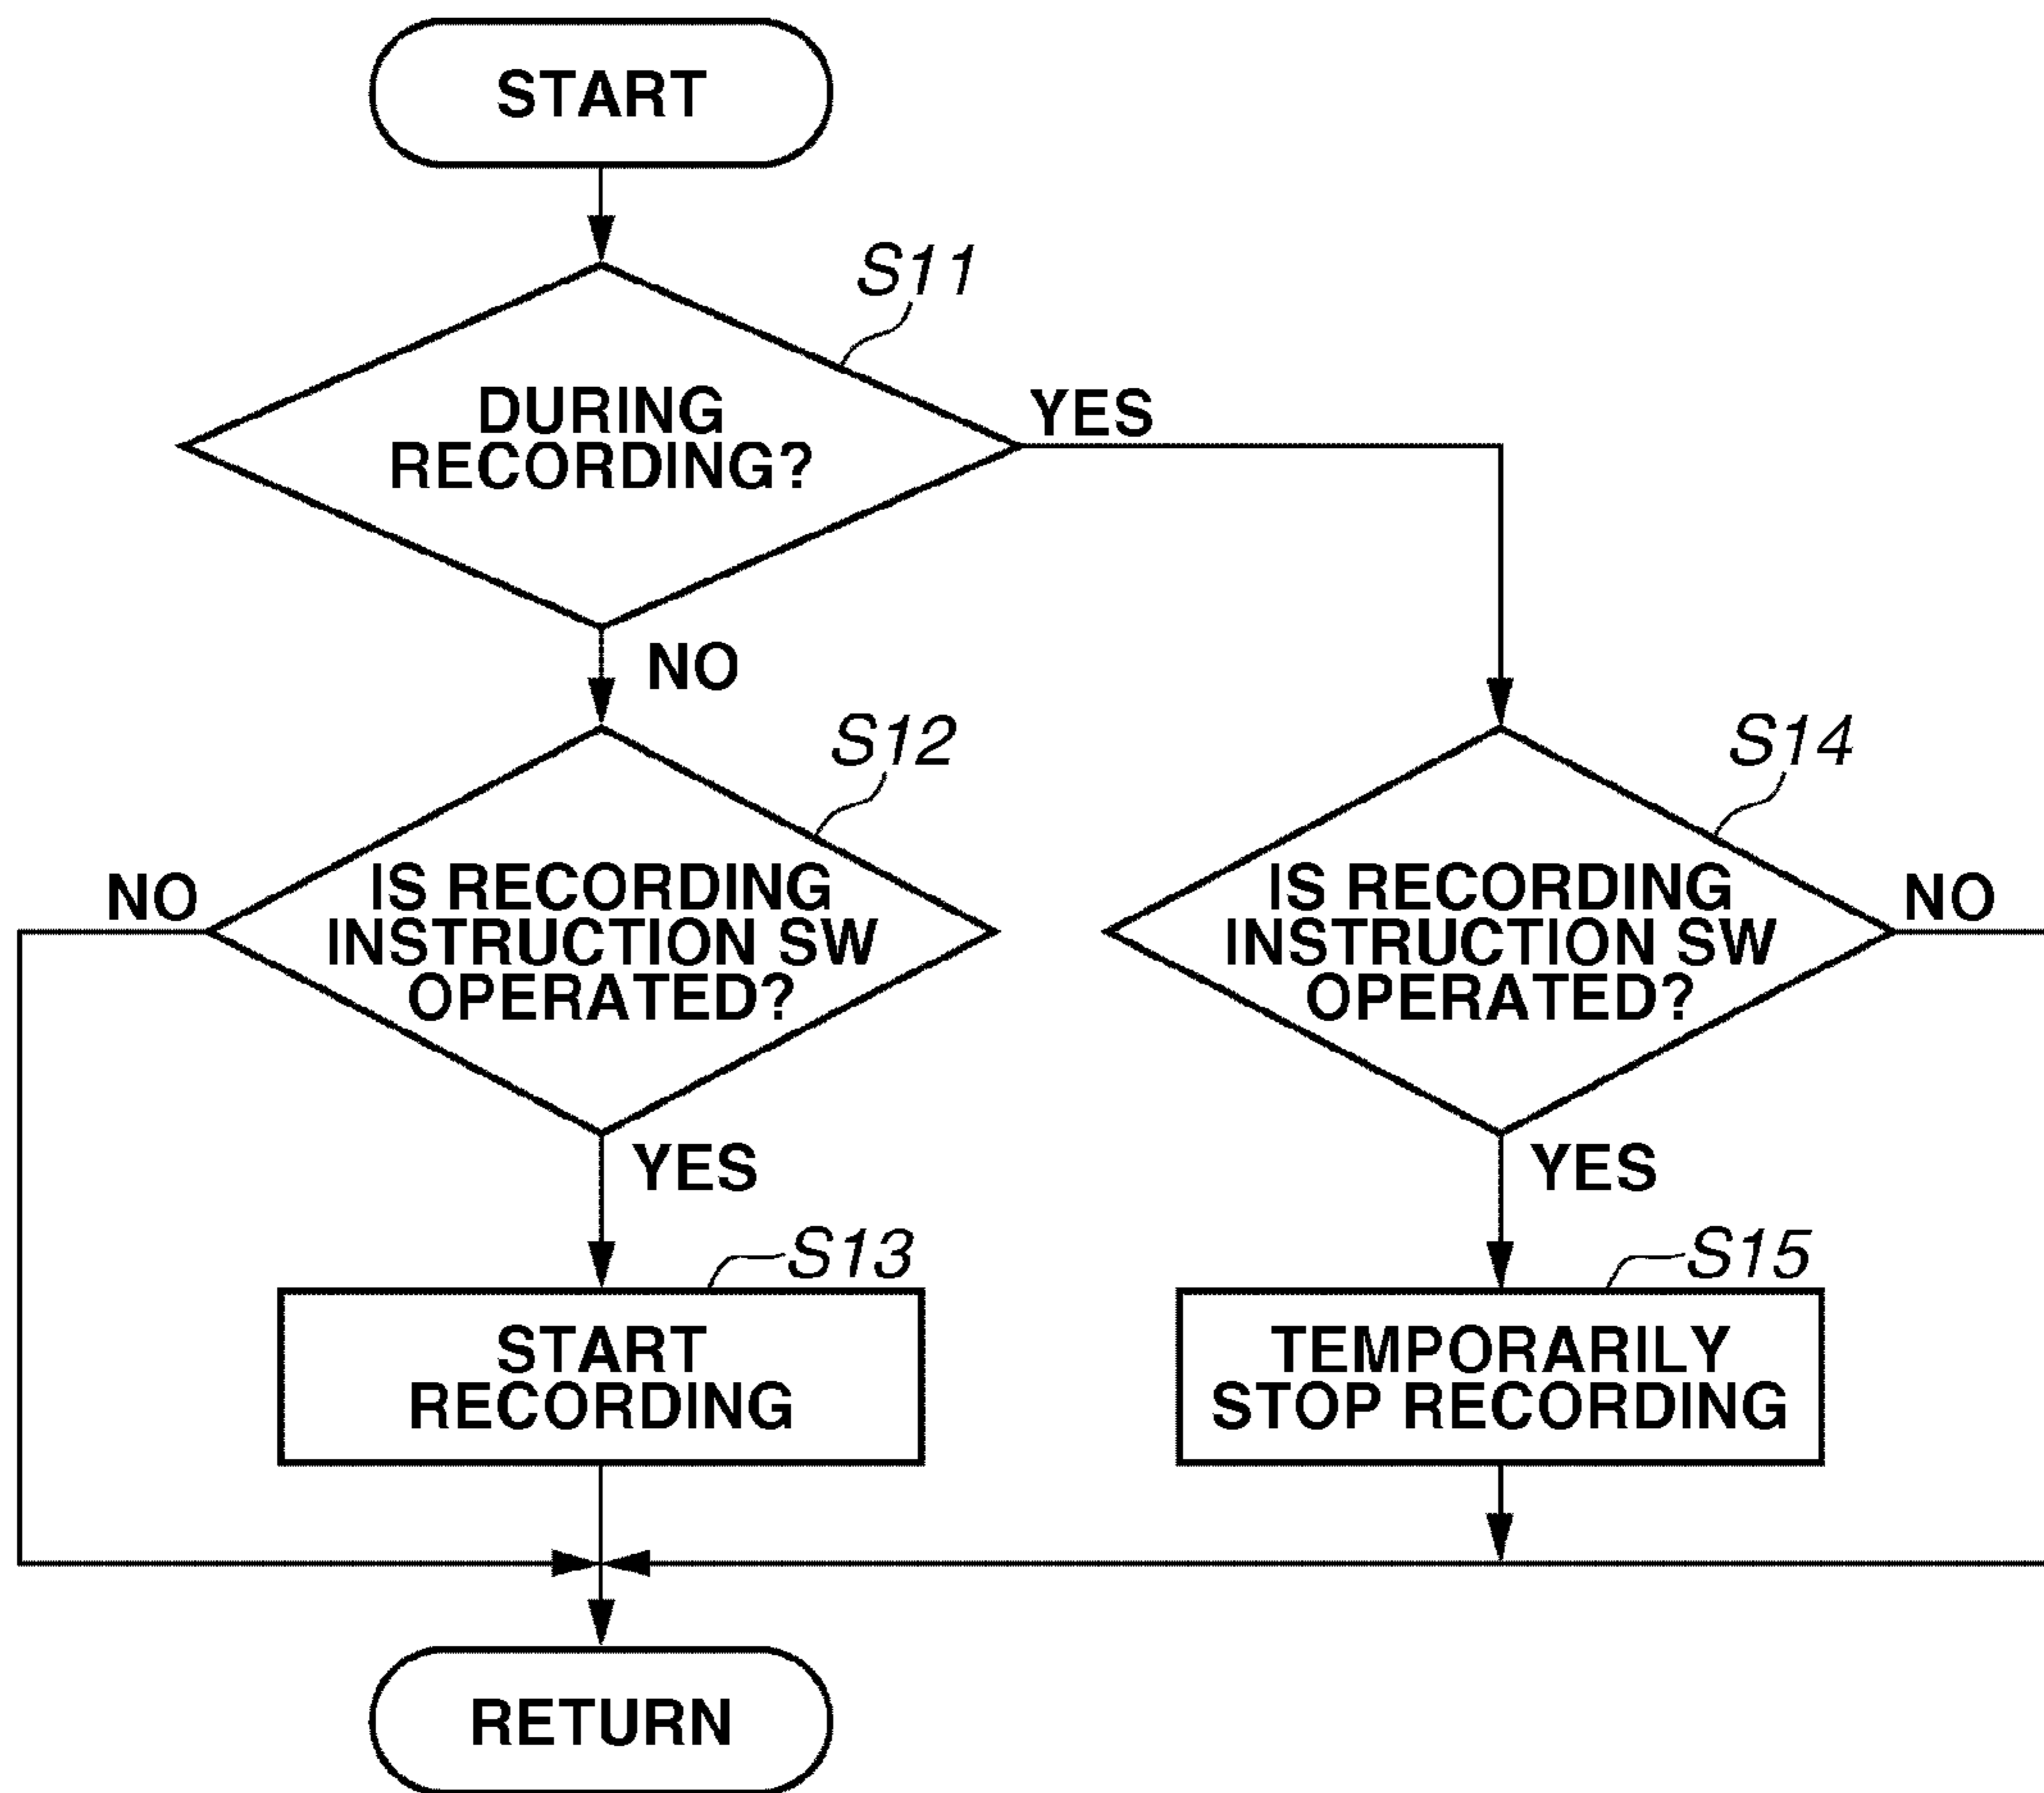 START
S11
DURING
RECORDING?
YES
NO
S12
S14
NO
IS RECORDING
INSTRUCTION SW
OPERATED?
IS RECORDING
INSTRUCTION SW
OPERATED?
NO
YES
YES
S13
S15
START
RECORDING
TEMPORARILY
STOP RECORDING
RETURN